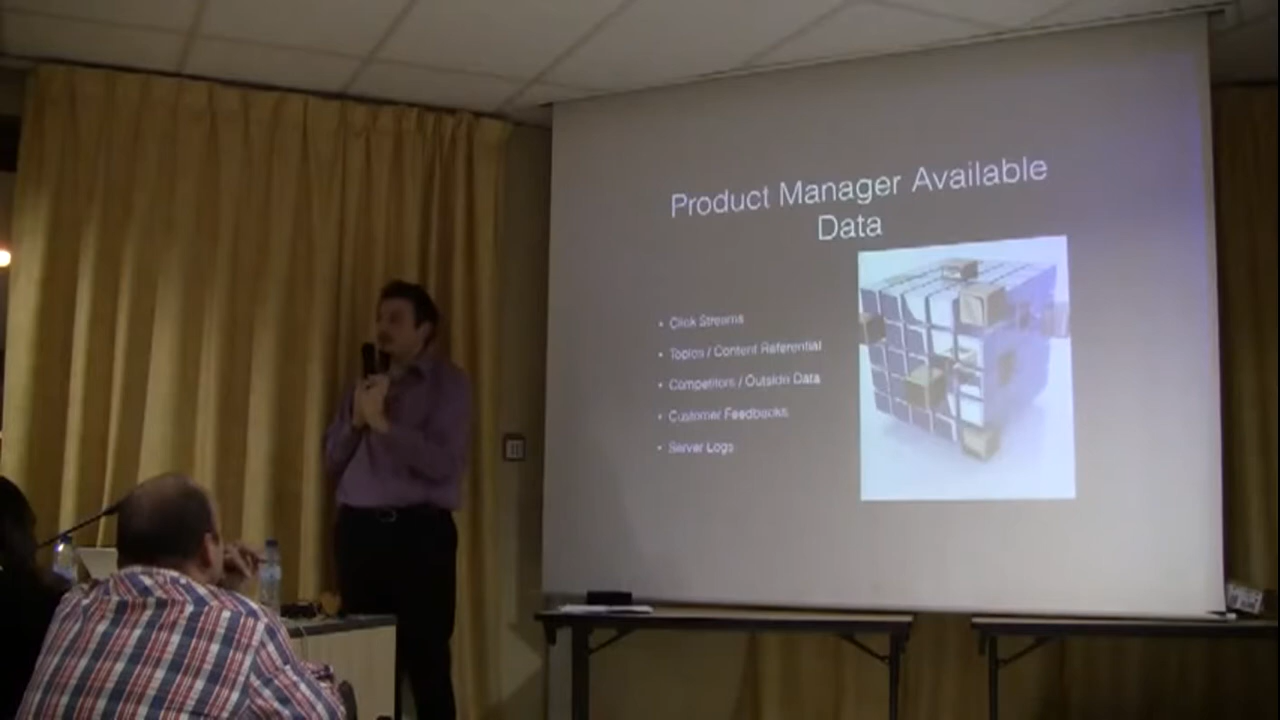 Product Manager Available
Data
• Click Streams
• Topics / Content Referential
• Competitors / Outside Data
• Customer Feedbacks
• Server Logs